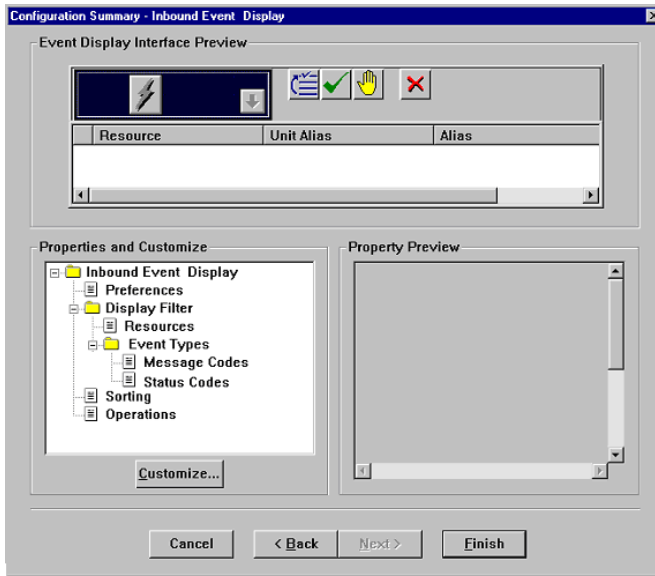 Configuration Summary - Inbound Event Display
Event Display Interface Preview
Resource Unit Alias Alias
Properties and Customize
Inbound Event Display
Preferences
Display Filter
Resources
Event Types
Message Codes
Status Codes
Sorting
Operations
Customize...
Property Preview
Cancel < Back Next > Finish